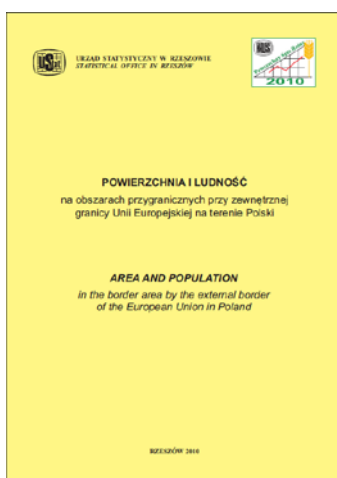 URZĄD STATYSTYCZNY W RZESZOWIE
STATISTICAL OFFICE IN RZESZÓW
2010
POWIERZCHNIA I LUDNOŚĆ
na obszarach przygranicznych przy zewnętrznej
granicy Unii Europejskiej na terenie Polski
AREA AND POPULATION
in the border area by the external border
of the European Union in Poland
RZESZÓW 2010